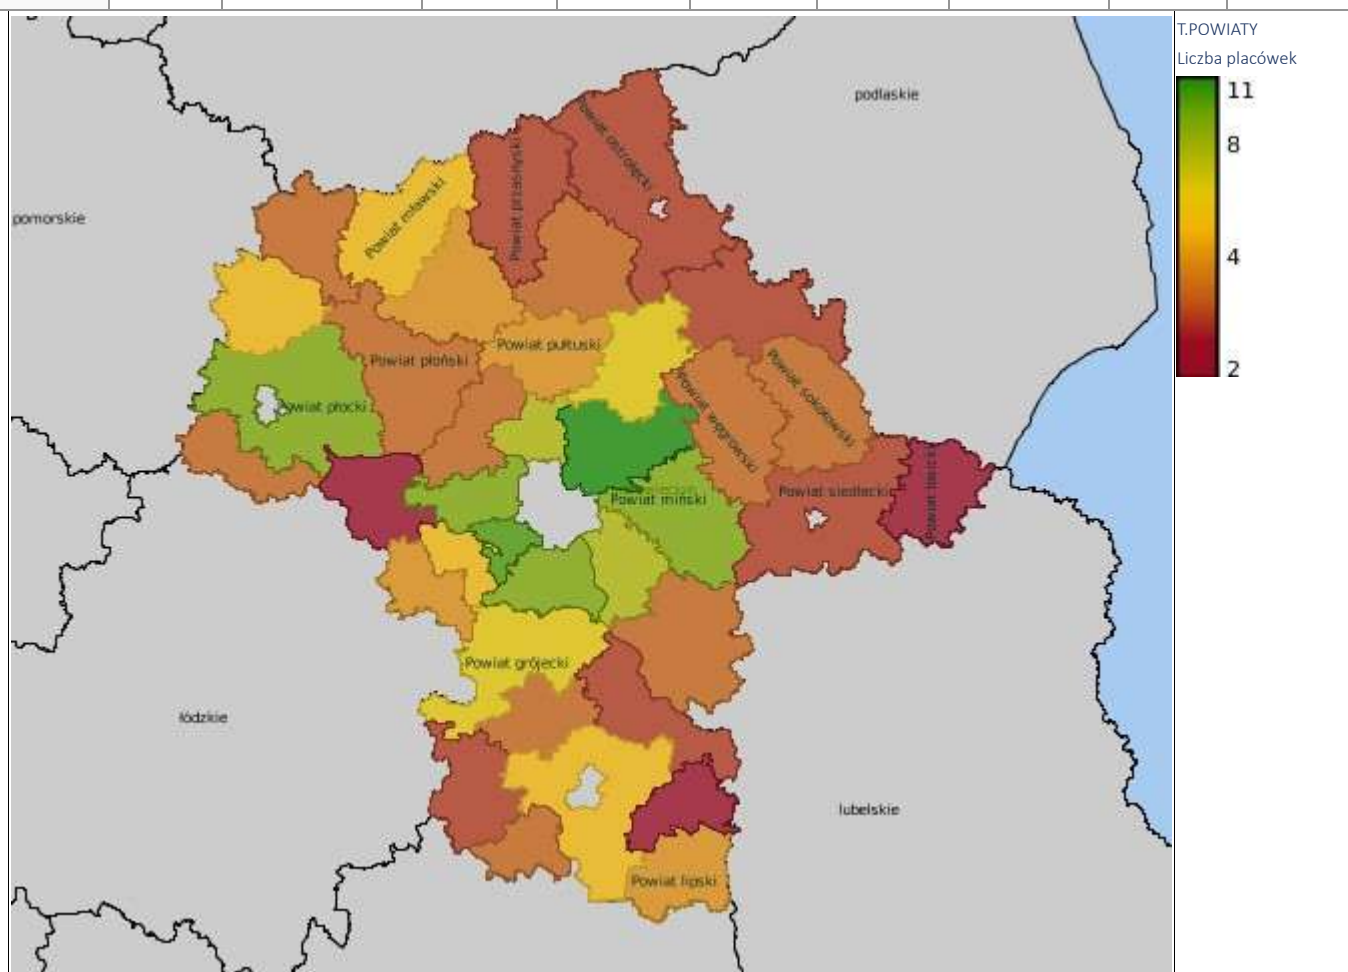 T.POWIATY
Liczba placówek
11
8
4
2
podlaskie
pomorskie
Powiat ostrołęcki
Powiat przasnyski
Powiat mławski
Powiat pułtuski
Powiat płoński
Powiat płocki
Powiat węgrowski
Powiat sokołowski
Powiat miński
Powiat siedlecki
Powiat łosicki
Powiat grójecki
łódzkie
lubelskie
Powiat lipski